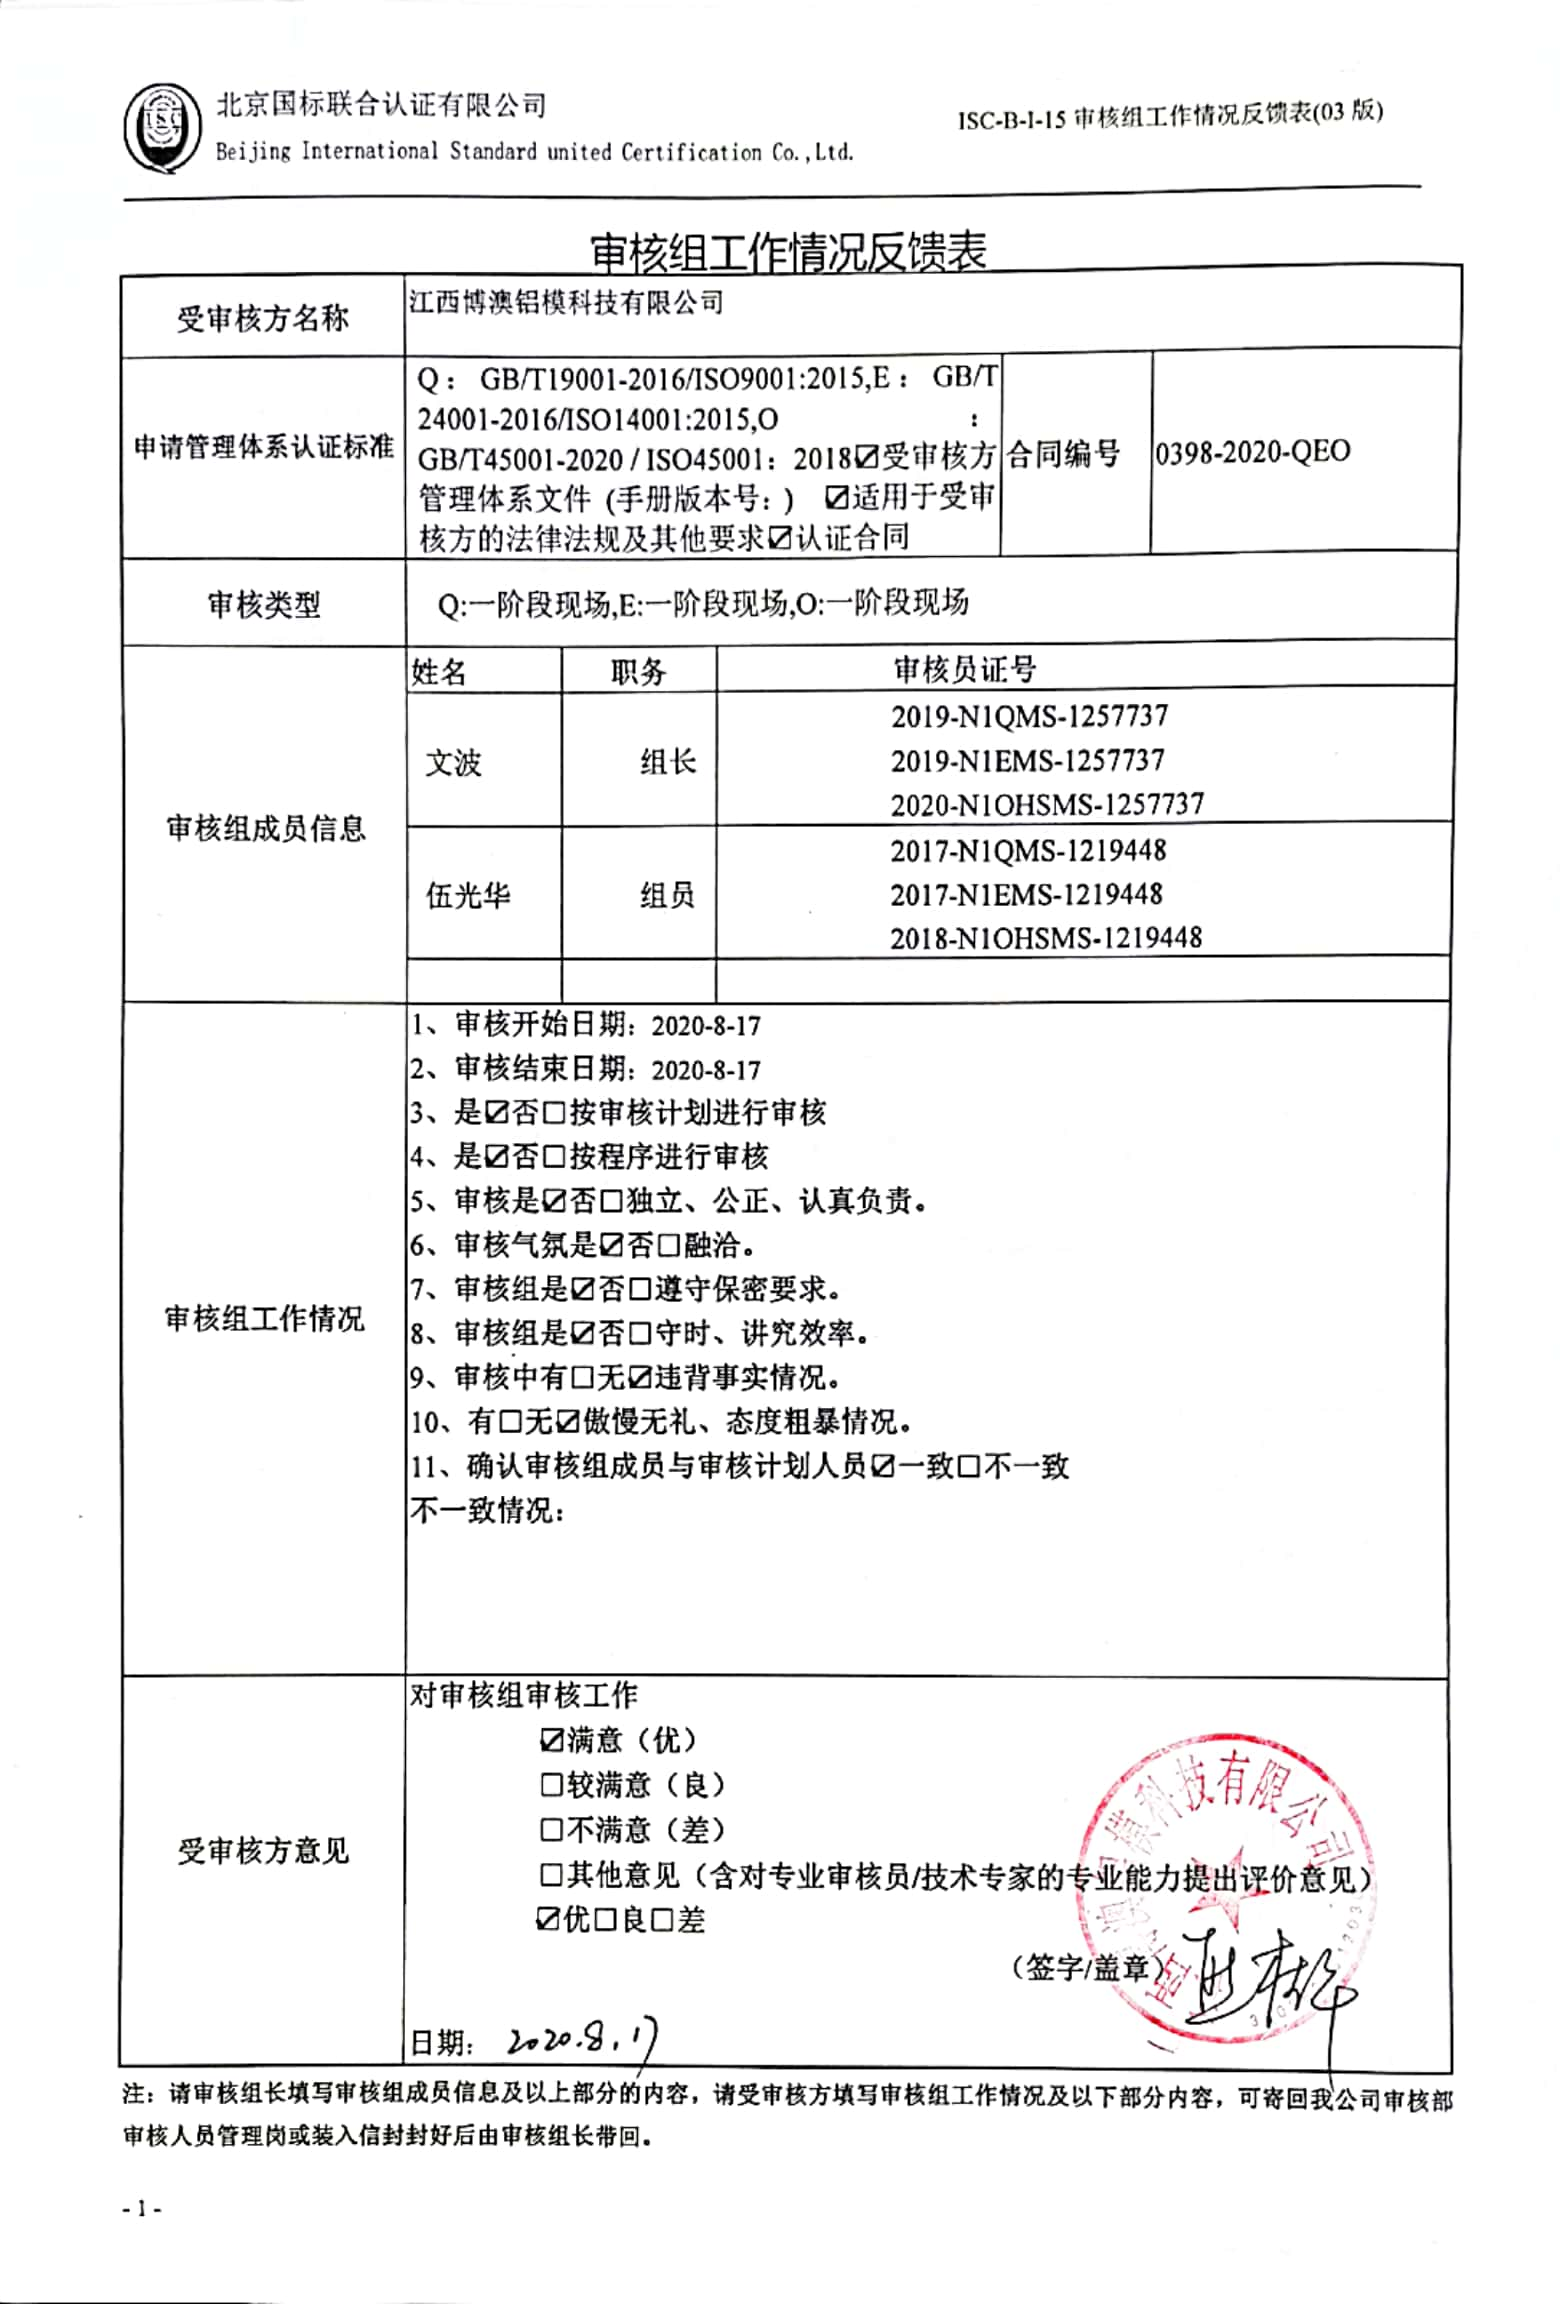 北京国标联合认证有限公司
ISC-B-I-15 审核组工作情况反馈表(03 版)
Beijing International Standard united Certification Co.,Ltd.
审核组工作情况反馈表
受审核方名称
江西博澳铝模科技有限公司
申请管理体系认证标准
Q： GB/T19001-2016/ISO9001:2015,E： GB/T
24001-2016/ISO14001:2015,O ：
GB/T45001-2020 / ISO45001：2018☑受审核方
管理体系文件 (手册版本号：) ☑适用于受审
核方的法律法规及其他要求☑认证合同
合同编号
0398-2020-QEO
审核类型
Q:一阶段现场,E:一阶段现场,O:一阶段现场
审核组成员信息
姓名 职务 审核员证号
文波 组长
2019-N1QMS-1257737
2019-N1EMS-1257737
2020-N1OHSMS-1257737
伍光华 组员
2017-N1QMS-1219448
2017-N1EMS-1219448
2018-N1OHSMS-1219448
审核组工作情况
1、审核开始日期：2020-8-17
2、审核结束日期：2020-8-17
3、是☑否☐按审核计划进行审核
4、是☑否☐按程序进行审核
5、审核是☑否☐独立、公正、认真负责。
6、审核气氛是☑否☐融洽。
7、审核组是☑否☐遵守保密要求。
8、审核组是☑否☐守时、讲究效率。
9、审核中有☐无☑违背事实情况。
10、有☐无☑傲慢无礼、态度粗暴情况。
11、确认审核组成员与审核计划人员☑一致☐不一致
不一致情况：
受审核方意见
对审核组审核工作
☑满意（优）
☐较满意（良）
☐不满意（差）
☐其他意见（含对专业审核员/技术专家的专业能力提出评价意见）
☑优☐良☐差
（签字/盖章）
日期： 2020.8.17
注：请审核组长填写审核组成员信息及以上部分的内容，请受审核方填写审核组工作情况及以下部分内容，可寄回我公司审核部
审核人员管理岗或装入信封封好后由审核组长带回。
- 1 -